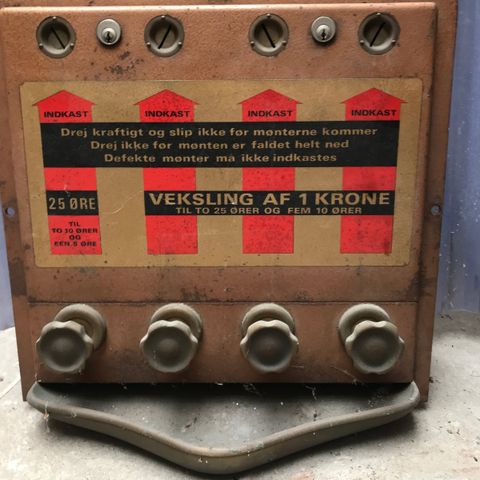 INDKAST INDKAST INDKAST INDKAST
Drej kraftigt og slip ikke før mønterne kommer
Drej ikke før mønten er faldet helt ned
Defekte mønter må ikke indkastes
25 ØRE
TIL
TO 10 ØRER
OG
EEN 5 ØRE
VEKSLING AF 1 KRONE
TIL TO 25 ØRER OG FEM 10 ØRER